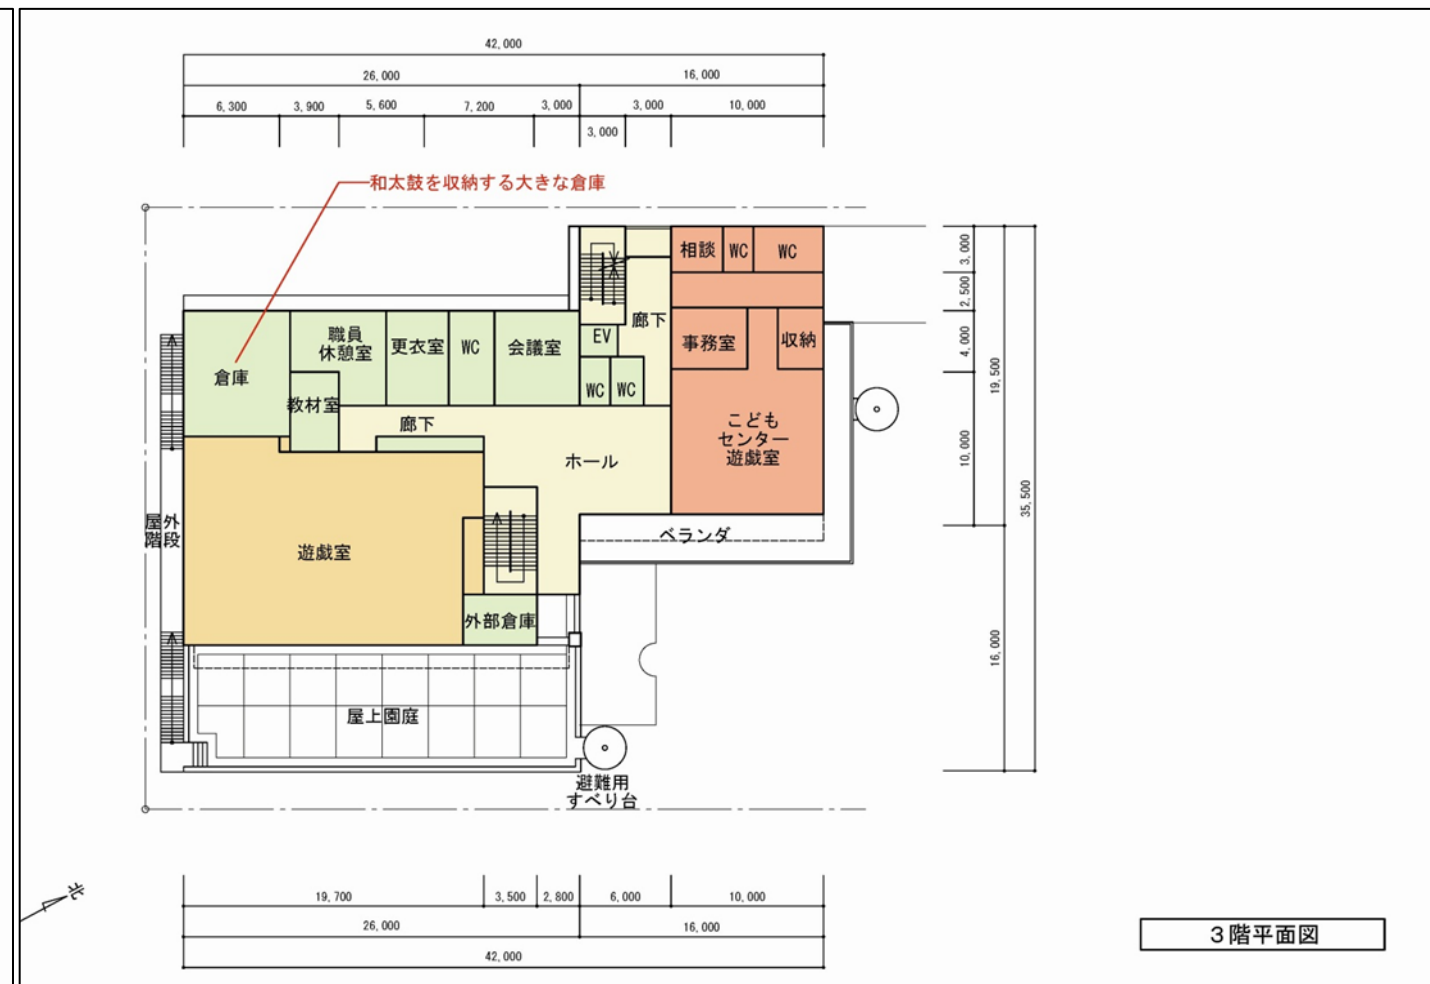 42,000
26,000
16,000
6,300
3,900
5,600
7,200
3,000
3,000
10,000
3,000
和太鼓を収納する大きな倉庫
相談
WC
WC
3,000
2,500
4,000
10,000
19,500
16,000
35,500
廊下
EV
職員
休憩室
更衣室
WC
会議室
事務室
収納
倉庫
教材室
WC
WC
廊下
ホール
こども
センター
遊戯室
屋外
階段
遊戯室
ベランダ
外部倉庫
屋上園庭
避難用
すべり台
北
19,700
3,500
2,800
6,000
10,000
26,000
16,000
42,000
3階平面図